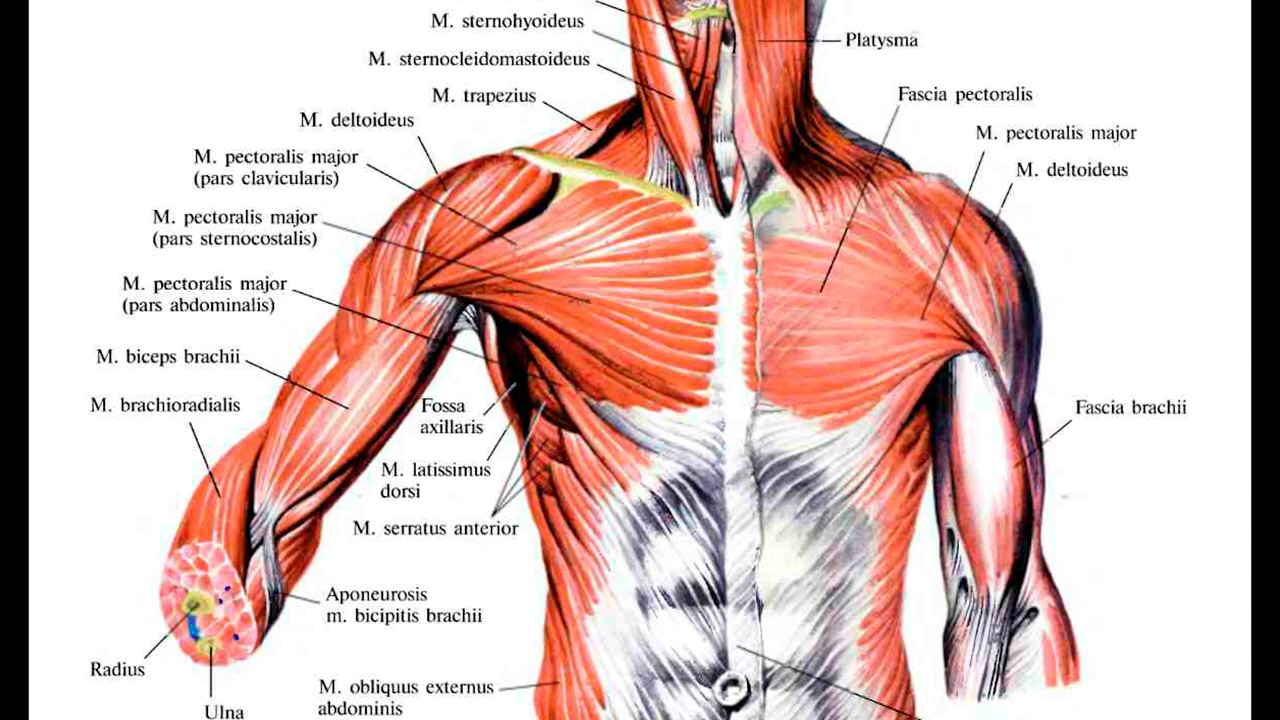 M. sternohyoideus
M. sternocleidomastoideus
M. trapezius
M. deltoideus
M. pectoralis major
(pars clavicularis)
M. pectoralis major
(pars sternocostalis)
M. pectoralis major
(pars abdominalis)
M. biceps brachii
M. brachioradialis
Fossa
axillaris
M. latissimus
dorsi
M. serratus anterior
Aponeurosis
m. bicipitis brachii
Radius
Ulna
M. obliquus externus
abdominis
Platysma
Fascia pectoralis
M. pectoralis major
M. deltoideus
Fascia brachii